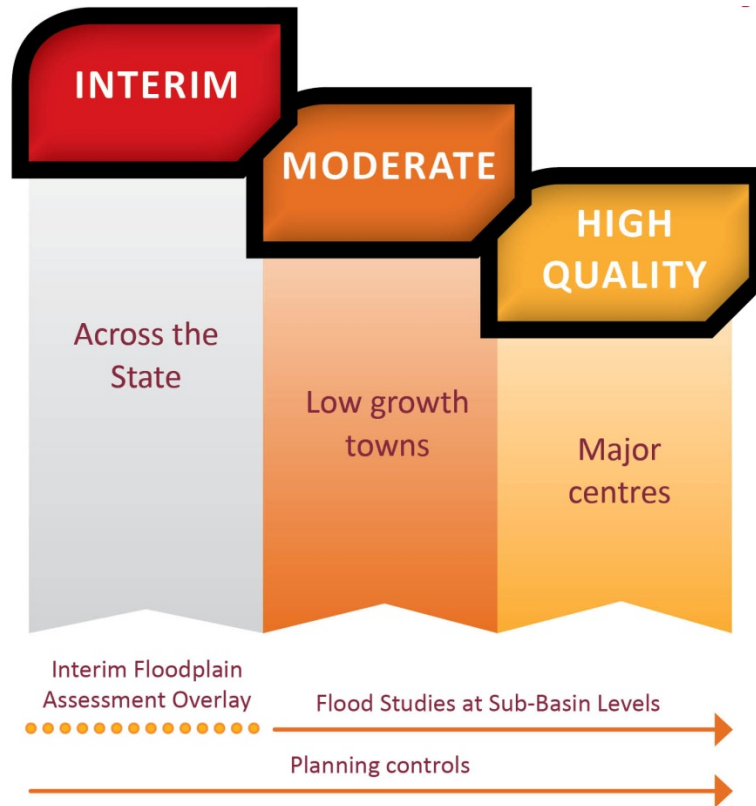 INTERIM
MODERATE
HIGH
QUALITY
Across the
State
Low growth
towns
Major
centres
Interim Floodplain
Assessment Overlay
Flood Studies at Sub-Basin Levels
Planning controls